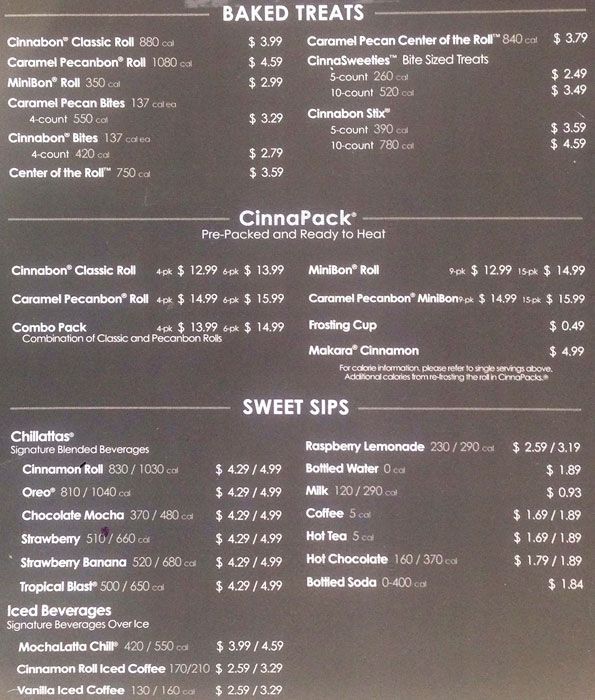 BAKED TREATS
Cinnabon® Classic Roll 880 cal $ 3.99
Caramel Pecanbon® Roll 1080 cal $ 4.59
MiniBon® Roll 350 cal $ 2.99
Caramel Pecan Bites 137 cal ea
4-count 550 cal $ 3.29
Cinnabon® Bites 137 cal ea
4-count 420 cal $ 2.79
Center of the Roll™ 750 cal $ 3.59
Caramel Pecan Center of the Roll™ 840 cal $ 3.79
CinnaSweeties™ Bite Sized Treats
5-count 260 cal $ 2.49
10-count 520 cal $ 3.49
Cinnabon Stix®
5-count 390 cal $ 3.59
10-count 780 cal $ 4.59
CinnaPack®
Pre-Packed and Ready to Heat
Cinnabon® Classic Roll 4-pk $ 12.99 6-pk $ 13.99
Caramel Pecanbon® Roll 4-pk $ 14.99 6-pk $ 15.99
Combo Pack 4-pk $ 13.99 6-pk $ 14.99
Combination of Classic and Pecanbon Rolls
MiniBon® Roll 9-pk $ 12.99 15-pk $ 14.99
Caramel Pecanbon® MiniBon 9-pk $ 14.99 15-pk $ 15.99
Frosting Cup $ 0.49
Makara® Cinnamon $ 4.99
For calorie information, please refer to single servings above.
Additional calories from re-frosting the roll in CinnaPacks.®
SWEET SIPS
Chillattas®
Signature Blended Beverages
Cinnamon Roll 830 / 1030 cal $ 4.29 / 4.99
Oreo® 810 / 1040 cal $ 4.29 / 4.99
Chocolate Mocha 370 / 480 cal $ 4.29 / 4.99
Strawberry 510 / 660 cal $ 4.29 / 4.99
Strawberry Banana 520 / 680 cal $ 4.29 / 4.99
Tropical Blast® 500 / 650 cal $ 4.29 / 4.99
Iced Beverages
Signature Beverages Over Ice
MochaLatta Chill® 420 / 550 cal $ 3.99 / 4.59
Cinnamon Roll Iced Coffee 170/210 $ 2.59 / 3.29
Vanilla Iced Coffee 130 / 160 cal $ 2.59 / 3.29
Raspberry Lemonade 230 / 290 cal $ 2.59 / 3.19
Bottled Water 0 cal $ 1.89
Milk 120 / 290 cal $ 0.93
Coffee 5 cal $ 1.69 / 1.89
Hot Tea 5 cal $ 1.69 / 1.89
Hot Chocolate 160 / 370 cal $ 1.79 / 1.89
Bottled Soda 0-400 cal $ 1.84